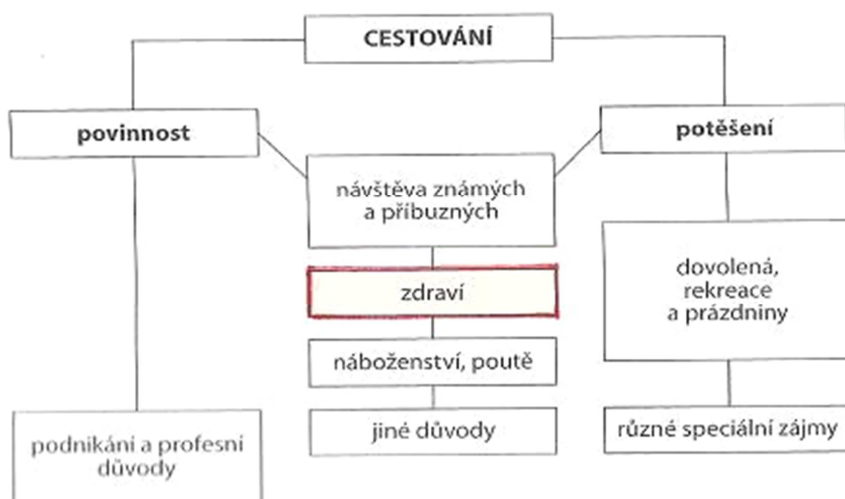 CESTOVÁNÍ
povinnost
potěšení
návštěva známých
a příbuzných
zdraví
náboženství, poutě
jiné důvody
dovolená,
rekreace
a prázdniny
různé speciální zájmy
podnikání a profesní
důvody